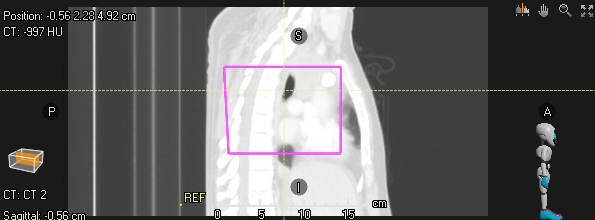 Position: -0.56 2.28 4.92 cm
CT: -997 HU
S
P
A
CT: CT 2
REF
I
cm
Sagittal: -0.56 cm
0 5 10 15